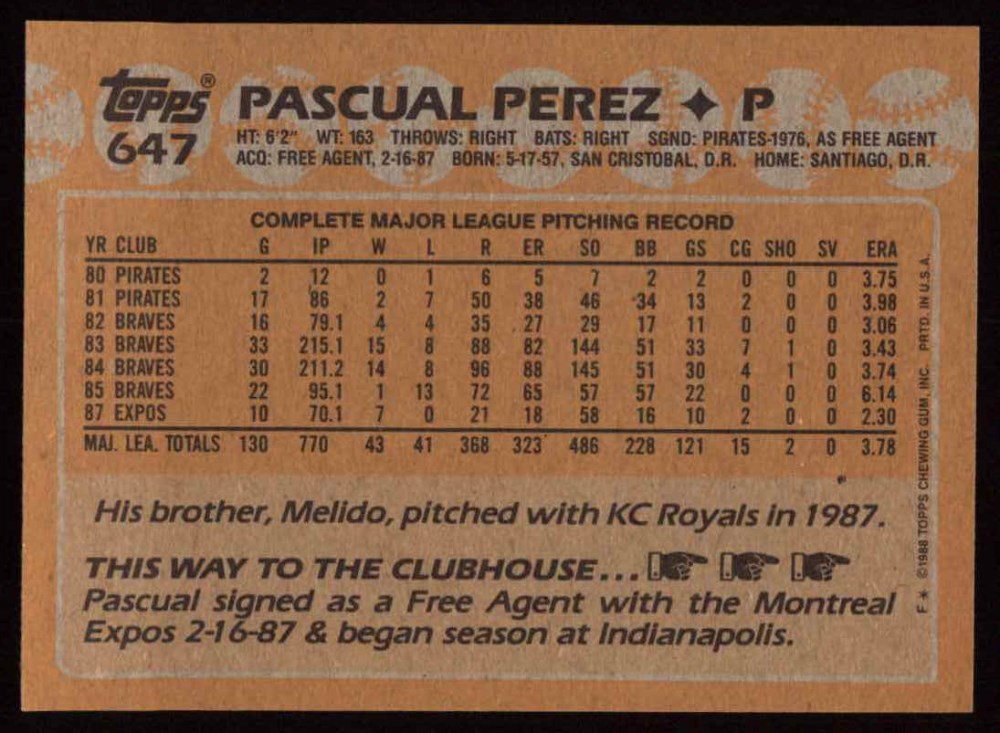 Topps® PASCUAL PEREZ ✦ P
647 HT: 6'2" WT: 163 THROWS: RIGHT BATS: RIGHT SGND: PIRATES-1976, AS FREE AGENT
ACQ: FREE AGENT, 2-16-87 BORN: 5-17-57, SAN CRISTOBAL, D.R. HOME: SANTIAGO, D.R.
COMPLETE MAJOR LEAGUE PITCHING RECORD
YR CLUB G IP W L R ER SO BB GS CG SHO SV ERA
80 PIRATES 2 12 0 1 6 5 7 2 2 0 0 0 3.75
81 PIRATES 17 86 2 7 50 38 46 34 13 2 0 0 3.98
82 BRAVES 16 79.1 4 4 35 27 29 17 11 0 0 0 3.06
83 BRAVES 33 215.1 15 8 88 82 144 51 33 7 1 0 3.43
84 BRAVES 30 211.2 14 8 96 88 145 51 30 4 1 0 3.74
85 BRAVES 22 95.1 1 13 72 65 57 57 22 0 0 0 6.14
87 EXPOS 10 70.1 7 0 21 18 58 16 10 2 0 0 2.30
MAJ. LEA. TOTALS 130 770 43 41 368 323 486 228 121 15 2 0 3.78
His brother, Melido, pitched with KC Royals in 1987.
THIS WAY TO THE CLUBHOUSE...
Pascual signed as a Free Agent with the Montreal
Expos 2-16-87 & began season at Indianapolis.
F* ©1988 TOPPS CHEWING GUM, INC. PRTD. IN U.S.A.